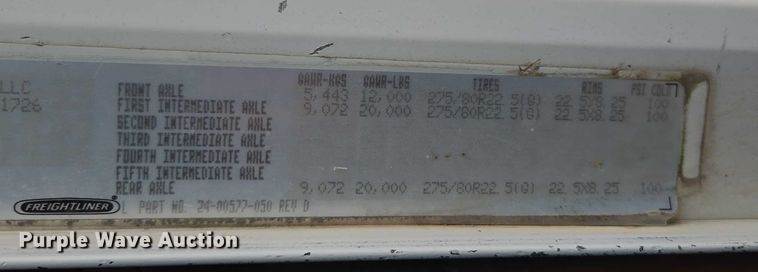 GAWR-KGS GAWR-LBS TIRES RIMS PSI COLD
LLC FRONT AXLE 5,443 12,000 275/80R22.5(G) 22.5X8.25 100
1726 FIRST INTERMEDIATE AXLE 9,072 20,000 275/80R22.5(G) 22.5X8.25 100
SECOND INTERMEDIATE AXLE
THIRD INTERMEDIATE AXLE
FOURTH INTERMEDIATE AXLE
FIFTH INTERMEDIATE AXLE
REAR AXLE 9,072 20,000 275/80R22.5(G) 22.5X8.25 100
FREIGHTLINER L PART NO. 24-00577-050 REV D
Purple Wave Auction